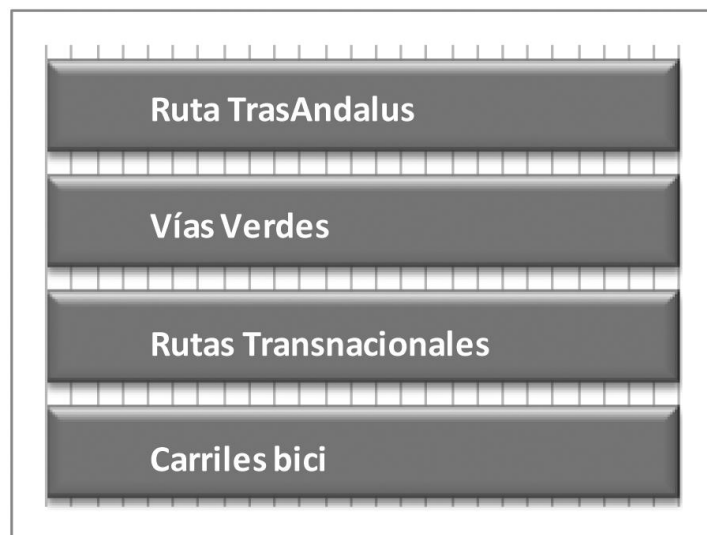 Ruta TrasAndalus
Vías Verdes
Rutas Transnacionales
Carriles bici